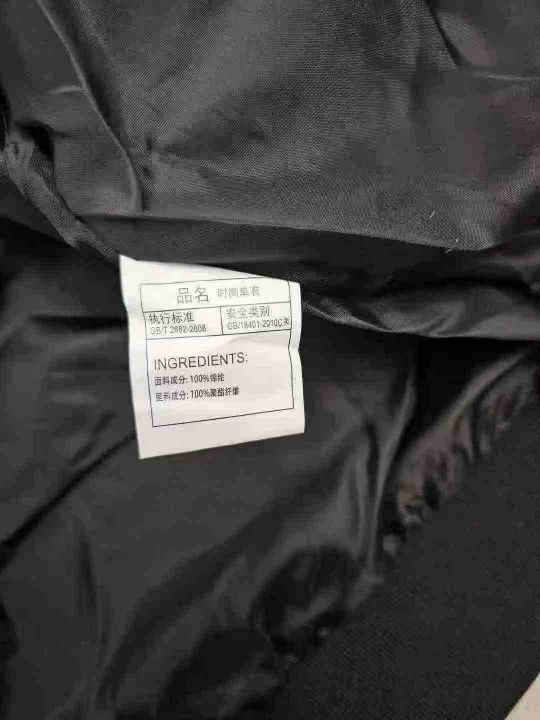 品名 时尚单衣
执行标准 安全类别
GB/T 2662-2008 GB/18401-2010C类
INGREDIENTS:
面料成分: 100%锦纶
里料成分: 100%聚酯纤维